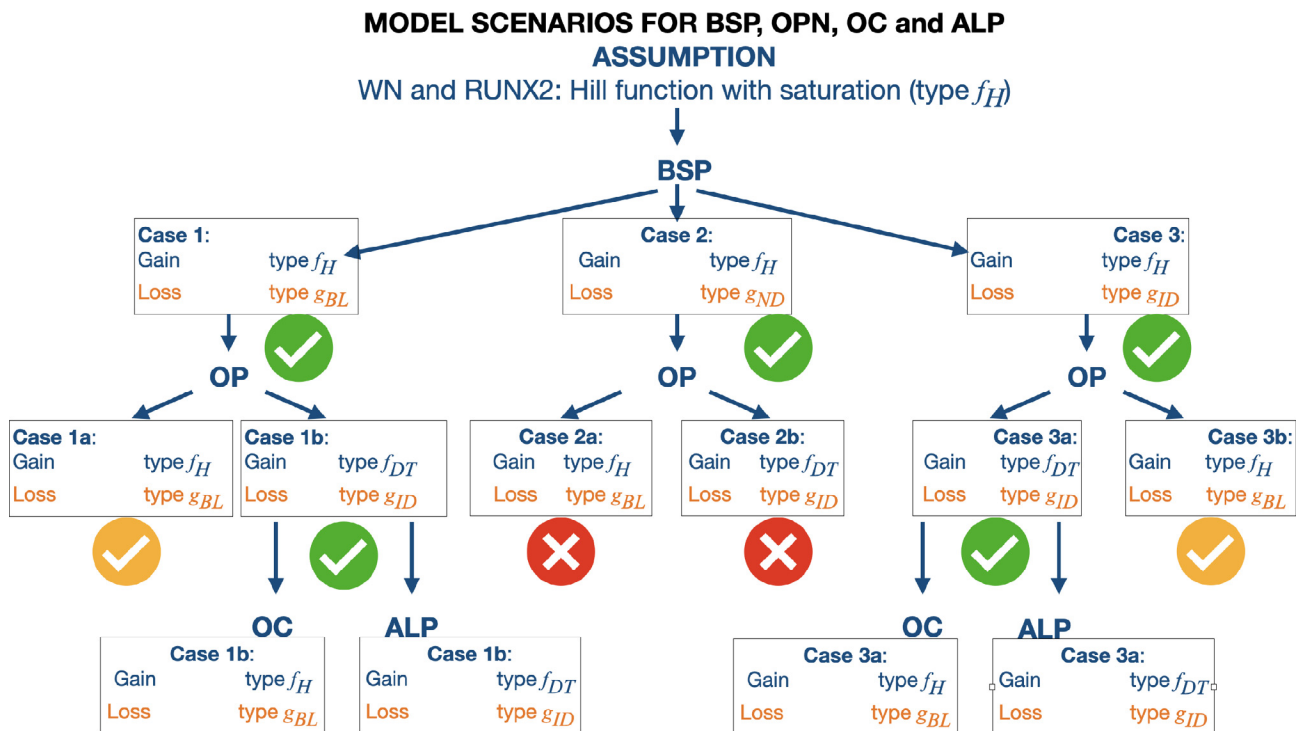 MODEL SCENARIOS FOR BSP, OPN, OC and ALP
ASSUMPTION
WN and RUNX2: Hill function with saturation (type f_H)
BSP
Case 1:
Gain type f_H
Loss type g_BL
Case 2:
Gain type f_H
Loss type g_ND
Case 3:
Gain type f_H
Loss type g_ID
OP
OP
OP
Case 1a:
Gain type f_H
Loss type g_BL
Case 1b:
Gain type f_DT
Loss type g_ID
Case 2a:
Gain type f_H
Loss type g_BL
Case 2b:
Gain type f_DT
Loss type g_ID
Case 3a:
Gain type f_DT
Loss type g_ID
Case 3b:
Gain type f_H
Loss type g_BL
OC
Case 1b:
Gain type f_H
Loss type g_BL
ALP
Case 1b:
Gain type f_DT
Loss type g_ID
OC
Case 3a:
Gain type f_H
Loss type g_BL
ALP
Case 3a:
Gain type f_DT
Loss type g_ID